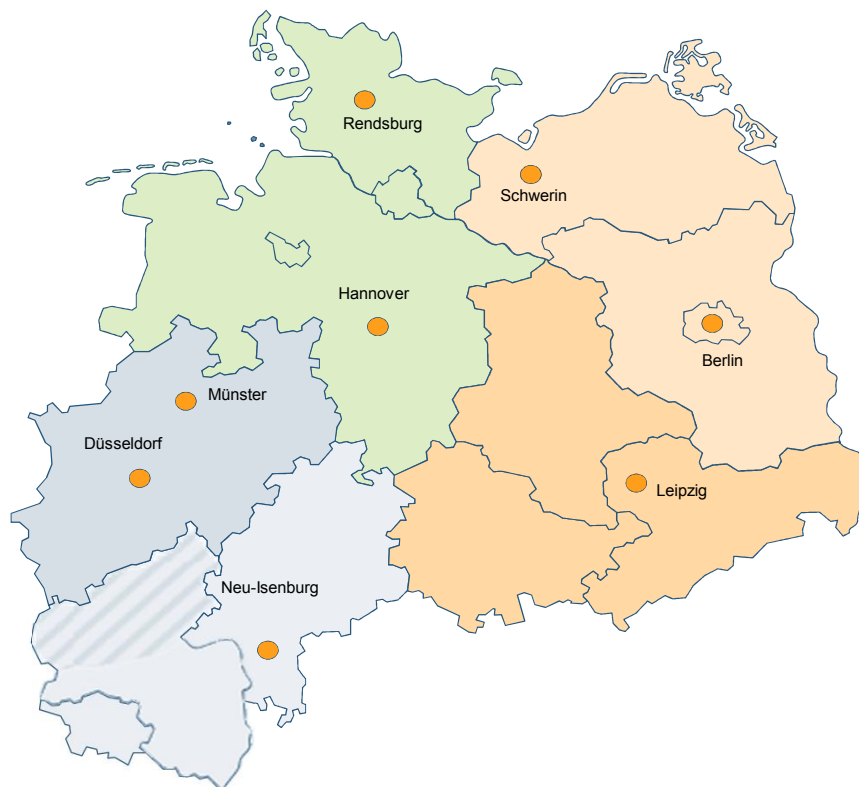 Rendsburg
Schwerin
Hannover
Berlin
Münster
Düsseldorf
Leipzig
Neu-Isenburg